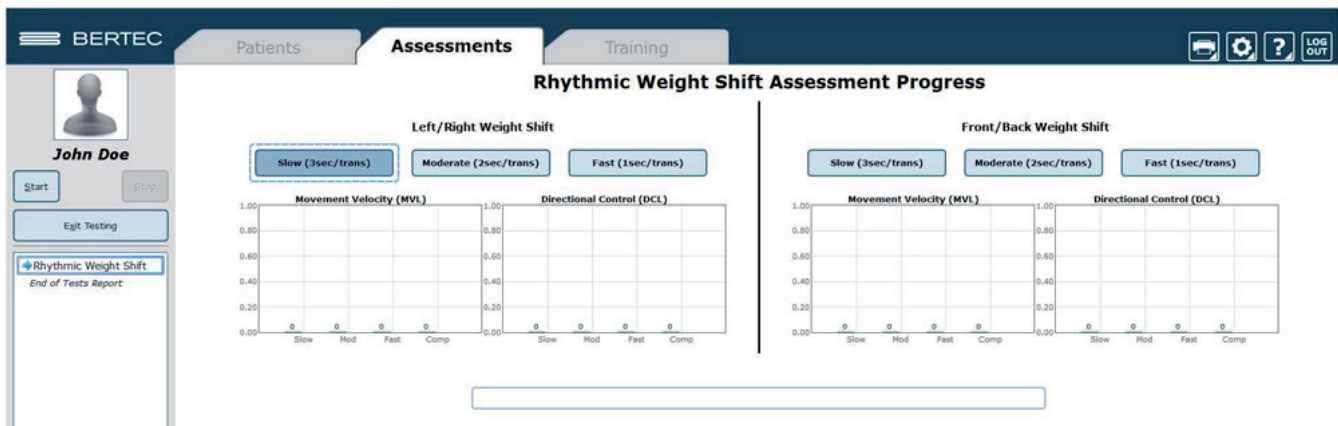 BERTEC
Patients
Assessments
Training
LOG
OUT
John Doe
Start
Stop
Exit Testing
Rhythmic Weight Shift
End of Tests Report
Rhythmic Weight Shift Assessment Progress
Left/Right Weight Shift
Slow (3sec/trans)
Moderate (2sec/trans)
Fast (1sec/trans)
Movement Velocity (MVL)
1.00
0.80
0.60
0.40
0.20
0.00
0 0 0 0
Slow Mod Fast Comp
Directional Control (DCL)
1.00
0.80
0.60
0.40
0.20
0.00
0 0 0 0
Slow Mod Fast Comp
Front/Back Weight Shift
Slow (3sec/trans)
Moderate (2sec/trans)
Fast (1sec/trans)
Movement Velocity (MVL)
1.00
0.80
0.60
0.40
0.20
0.00
0 0 0 0
Slow Mod Fast Comp
Directional Control (DCL)
1.00
0.80
0.60
0.40
0.20
0.00
0 0 0 0
Slow Mod Fast Comp